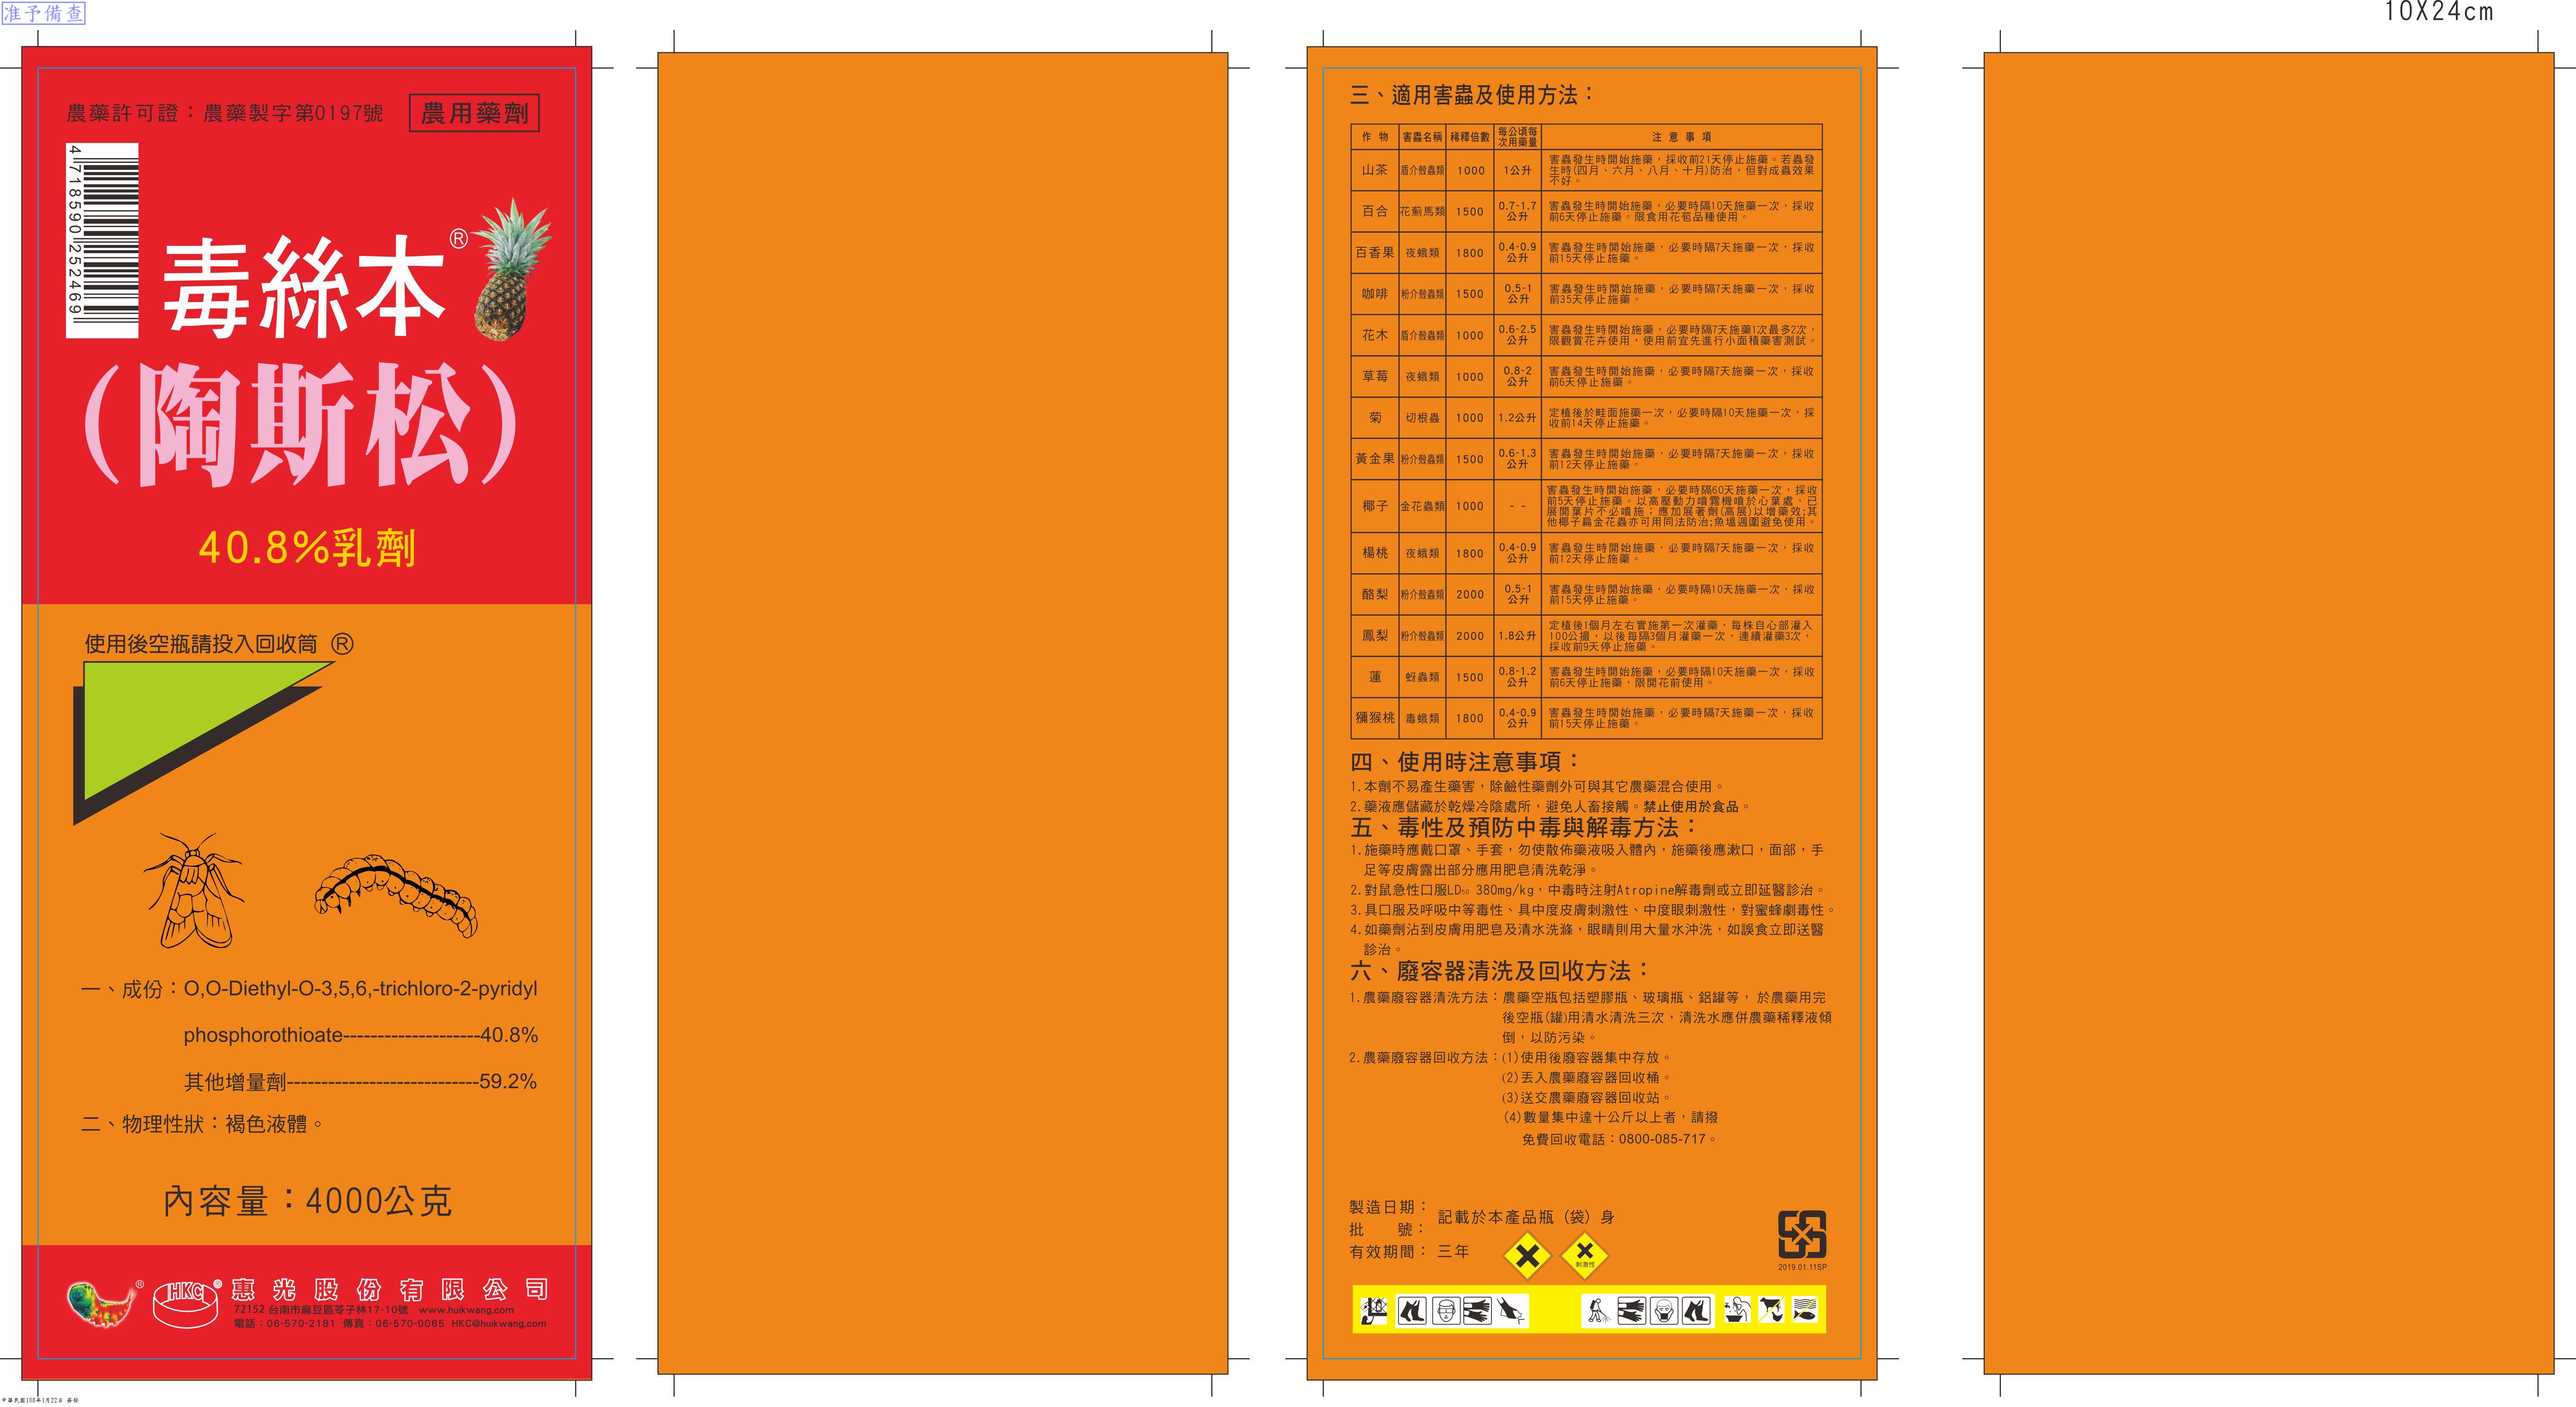 准予備查
10X24cm
農藥許可證：農藥製字第0197號
農用藥劑
4718590252469
毒絲本®
(陶斯松)
40.8%乳劑
使用後空瓶請投入回收筒 ®
一、成份：O,O-Diethyl-O-3,5,6,-trichloro-2-pyridyl
phosphorothioate--------------------40.8%
其他增量劑----------------------------59.2%
二、物理性狀：褐色液體。
內容量：4000公克
® HKC ® 惠光股份有限公司
72152 台南市麻豆區苓子林17-10號 www.huikwang.com
電話：06-570-2181 傳真：06-570-0065 HKC@huikwang.com
中華民國108年1月22日 簽發
三、適用害蟲及使用方法：
作物 害蟲名稱 稀釋倍數 每公頃每次用藥量 注意事項
山茶 盾介殼蟲類 1000 1公升 害蟲發生時開始施藥，採收前21天停止施藥。若蟲發
生時(四月、六月、八月、十月)防治，但對成蟲效果
不好。
百合 花薊馬類 1500 0.7-1.7公升 害蟲發生時開始施藥，必要時隔10天施藥一次，採收
前6天停止施藥。限食用花苞品種使用。
百香果 夜蛾類 1800 0.4-0.9公升 害蟲發生時開始施藥，必要時隔7天施藥一次，採收
前15天停止施藥。
咖啡 粉介殼蟲類 1500 0.5-1公升 害蟲發生時開始施藥，必要時隔7天施藥一次，採收
前35天停止施藥。
花木 盾介殼蟲類 1000 0.6-2.5公升 害蟲發生時開始施藥，必要時隔7天施藥1次最多2次，
限觀賞花卉使用，使用前宜先進行小面積藥害測試。
草莓 夜蛾類 1000 0.8-2公升 害蟲發生時開始施藥，必要時隔7天施藥一次，採收
前6天停止施藥。
菊 切根蟲 1000 1.2公升 定植後於畦面施藥一次，必要時隔10天施藥一次，採
收前14天停止施藥。
黃金果 粉介殼蟲類 1500 0.6-1.3公升 害蟲發生時開始施藥，必要時隔7天施藥一次，採收
前12天停止施藥。
椰子 金花蟲類 1000 -- 害蟲發生時開始施藥，必要時隔60天施藥一次，採收
前5天停止施藥。以高壓動力噴霧機噴於心葉處，已
展開葉片不必噴施；應加展著劑(高展)以增藥效;其
他椰子扁金花蟲亦可用同法防治;魚塭週圍避免使用。
楊桃 夜蛾類 1800 0.4-0.9公升 害蟲發生時開始施藥，必要時隔7天施藥一次，採收
前12天停止施藥。
酪梨 粉介殼蟲類 2000 0.5-1公升 害蟲發生時開始施藥，必要時隔10天施藥一次，採收
前15天停止施藥。
鳳梨 粉介殼蟲類 2000 1.8公升 定植後1個月左右實施第一次灌藥，每株自心部灌入
100公撮，以後每隔3個月灌藥一次，連續灌藥3次，
採收前9天停止施藥。
蓮 蚜蟲類 1500 0.8-1.2公升 害蟲發生時開始施藥，必要時隔10天施藥一次，採收
前6天停止施藥，限開花前使用。
獼猴桃 毒蛾類 1800 0.4-0.9公升 害蟲發生時開始施藥，必要時隔7天施藥一次，採收
前15天停止施藥。
四、使用時注意事項：
1.本劑不易產生藥害，除鹼性藥劑外可與其它農藥混合使用。
2.藥液應儲藏於乾燥冷陰處所，避免人畜接觸。禁止使用於食品。
五、毒性及預防中毒與解毒方法：
1.施藥時應戴口罩、手套，勿使散佈藥液吸入體內，施藥後應漱口，面部，手
足等皮膚露出部分應用肥皂清洗乾淨。
2.對鼠急性口服LD₅₀ 380mg/kg，中毒時注射Atropine解毒劑或立即延醫診治。
3.具口服及呼吸中等毒性、具中度皮膚刺激性、中度眼刺激性，對蜜蜂劇毒性。
4.如藥劑沾到皮膚用肥皂及清水洗滌，眼睛則用大量水沖洗，如誤食立即送醫
診治。
六、廢容器清洗及回收方法：
1.農藥廢容器清洗方法：農藥空瓶包括塑膠瓶、玻璃瓶、鋁罐等， 於農藥用完
後空瓶(罐)用清水清洗三次，清洗水應併農藥稀釋液傾
倒，以防污染。
2.農藥廢容器回收方法：(1)使用後廢容器集中存放。
(2)丟入農藥廢容器回收桶。
(3)送交農藥廢容器回收站。
(4)數量集中達十公斤以上者，請撥
免費回收電話：0800-085-717。
製造日期：
批 號：
記載於本產品瓶（袋）身
有效期間：三年
刺激性
2019.01.11SP